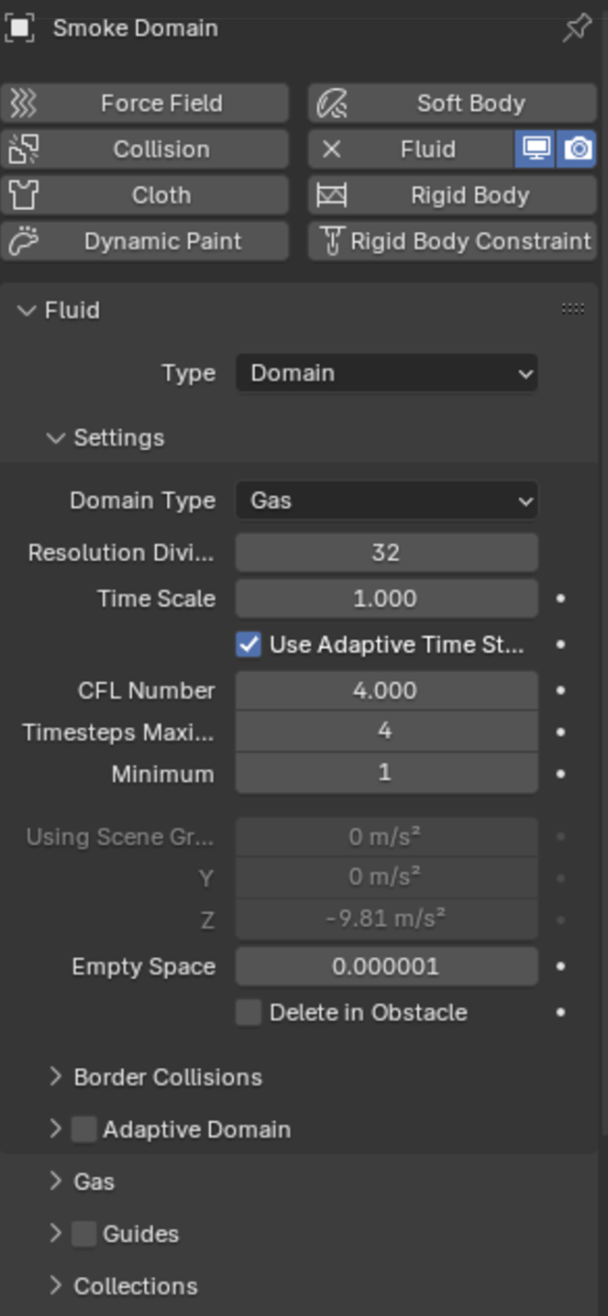 Smoke Domain
Force Field
Soft Body
Collision
Fluid
Cloth
Rigid Body
Dynamic Paint
Rigid Body Constraint
Fluid
Type Domain
Settings
Domain Type Gas
Resolution Divi... 32
Time Scale 1.000
Use Adaptive Time St...
CFL Number 4.000
Timesteps Maxi... 4
Minimum 1
Using Scene Gr... 0 m/s²
Y 0 m/s²
Z -9.81 m/s²
Empty Space 0.000001
Delete in Obstacle
Border Collisions
Adaptive Domain
Gas
Guides
Collections